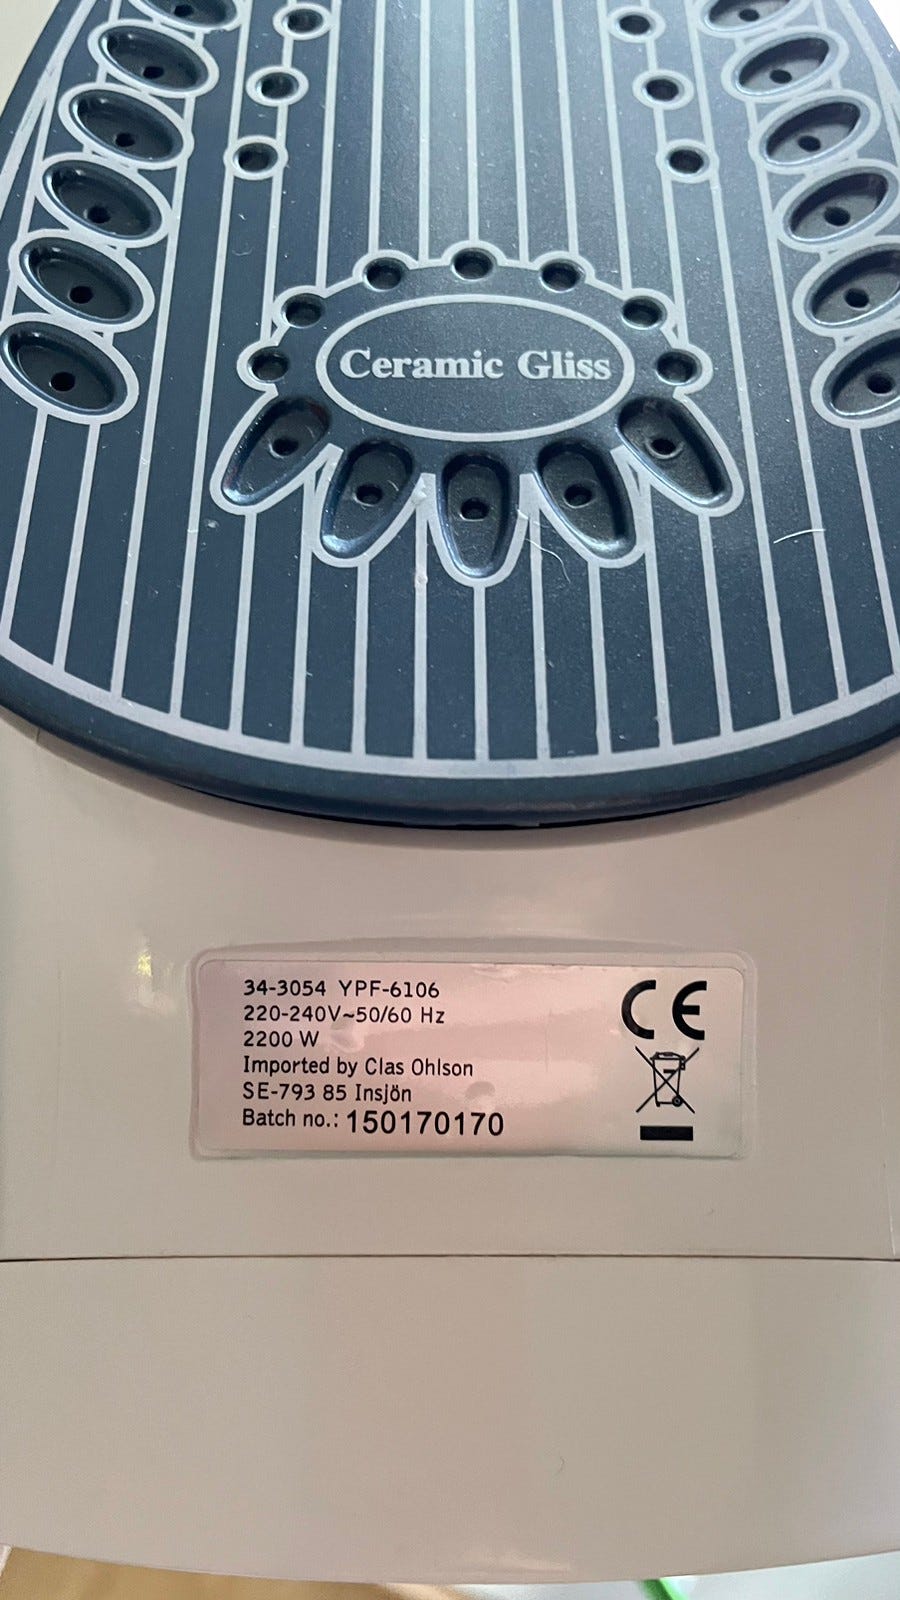 Ceramic Gliss
34-3054 YPF-6106
220-240V~50/60 Hz
2200 W
Imported by Clas Ohlson
SE-793 85 Insjön
Batch no.: 150170170
CE